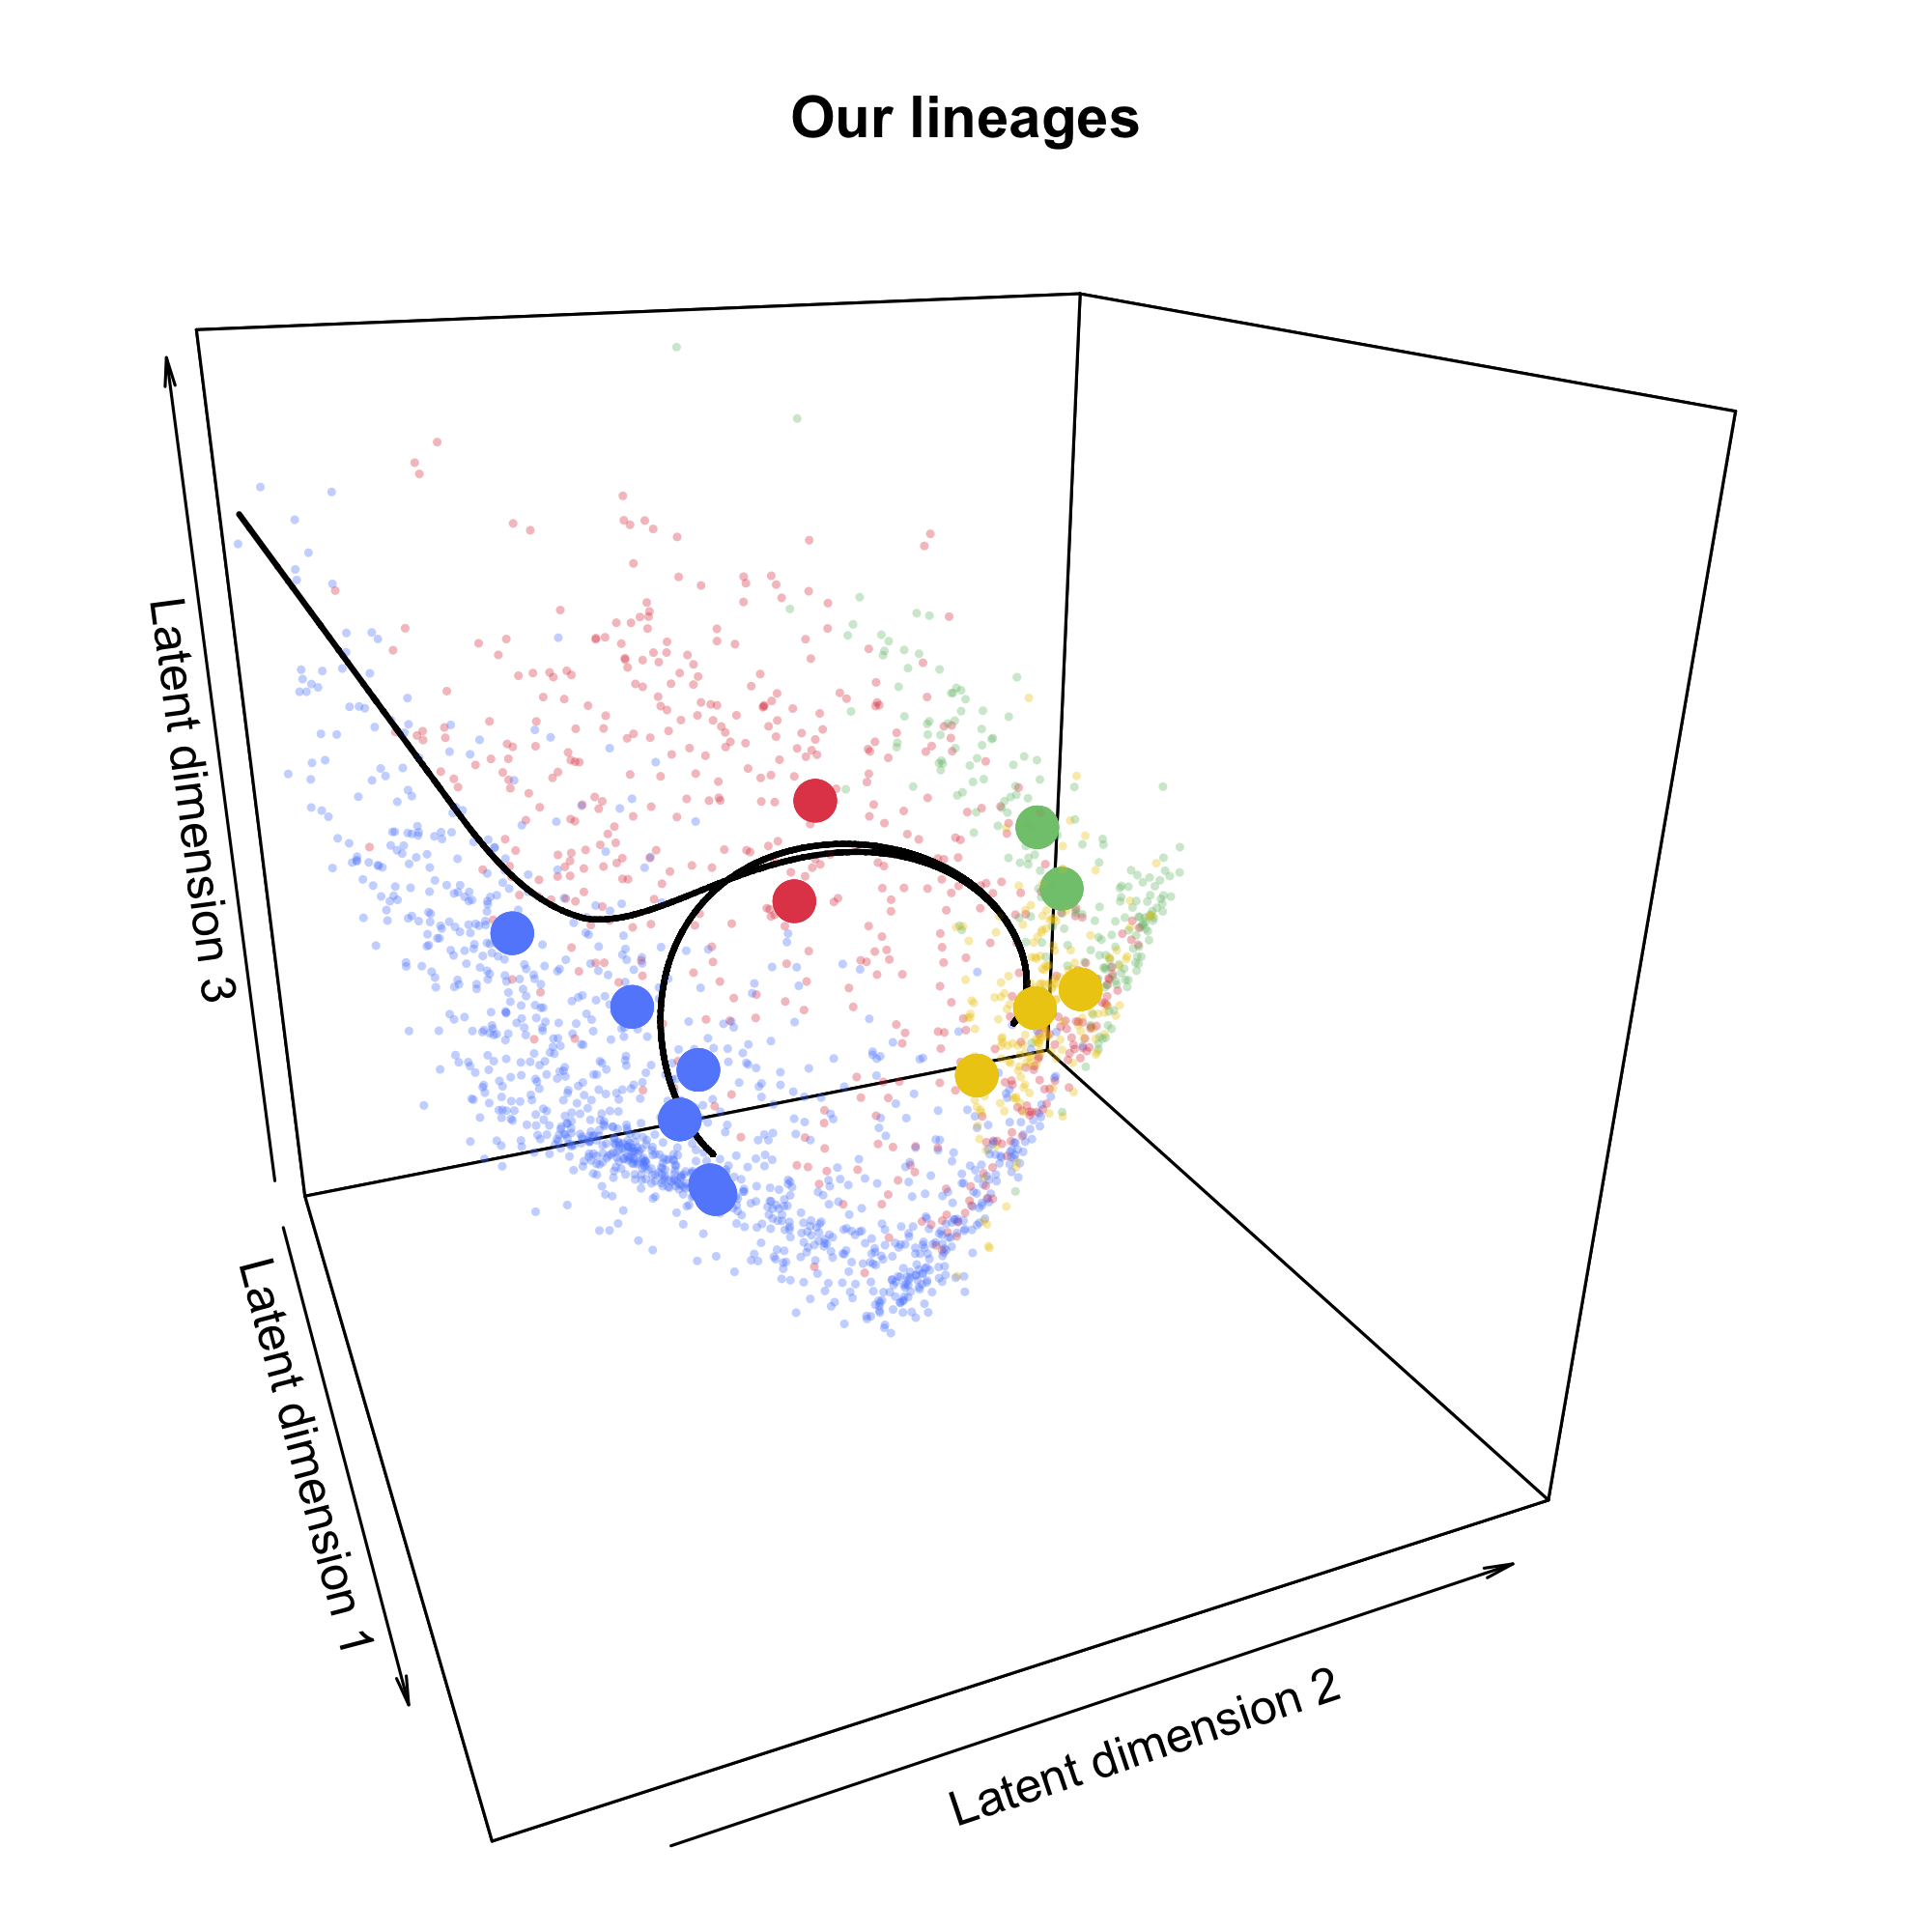 Our lineages
Latent dimension 3
Latent dimension 1
Latent dimension 2